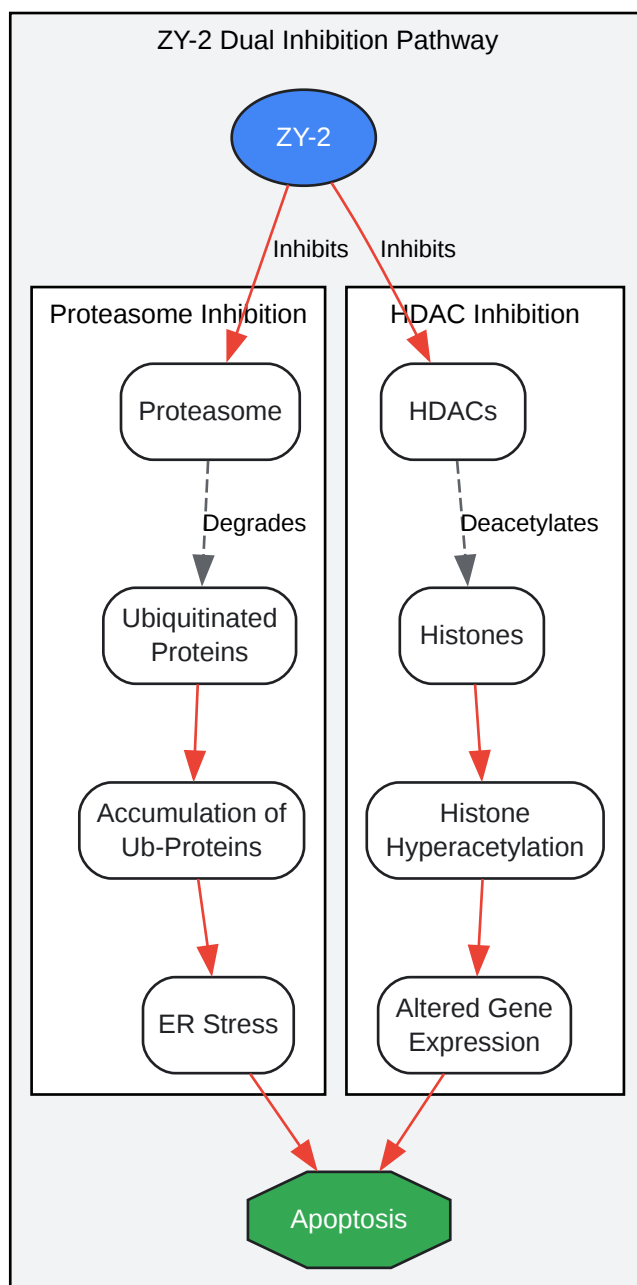 ZY-2 Dual Inhibition Pathway
ZY-2
Inhibits
Inhibits
Proteasome Inhibition
Proteasome
Degrades
Ubiquitinated
Proteins
Accumulation of
Ub-Proteins
ER Stress
HDAC Inhibition
HDACs
Deacetylates
Histones
Histone
Hyperacetylation
Altered Gene
Expression
Apoptosis